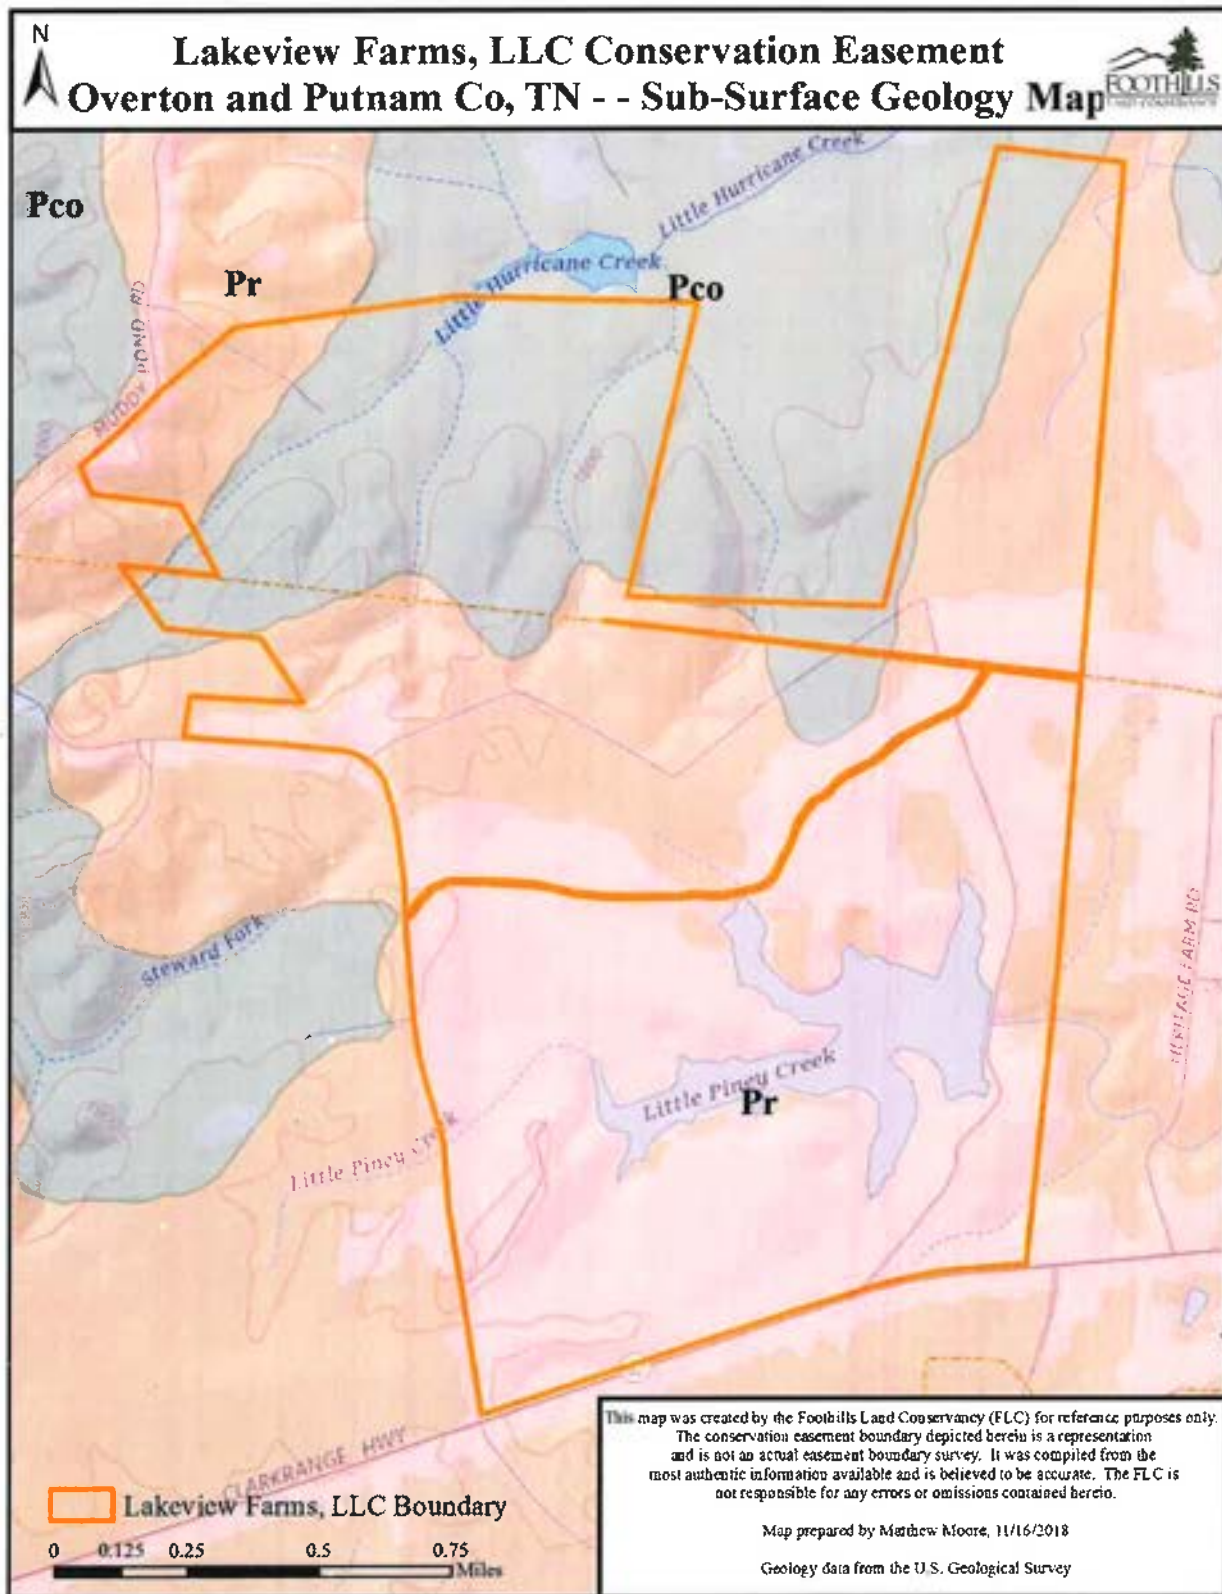 N
Lakeview Farms, LLC Conservation Easement
Overton and Putnam Co, TN - - Sub-Surface Geology Map
FOOTHILLS
LAND CONSERVANCY
Little Hurricane Creek
Pco
Little Hurricane Creek
Pr
Pco
MUDDY POND RD
Steward Fork
HERITAGE FARM RD
Little Piney Creek
Pr
Little Piney Creek
CLARKRANGE HWY
Lakeview Farms, LLC Boundary
0 0.125 0.25 0.5 0.75
Miles
This map was created by the Foothills Land Conservancy (FLC) for reference purposes only.
The conservation easement boundary depicted herein is a representation
and is not an actual easement boundary survey. It was compiled from the
most authentic information available and is believed to be accurate. The FLC is
not responsible for any errors or omissions contained herein.
Map prepared by Matthew Moore, 11/16/2018
Geology data from the U.S. Geological Survey